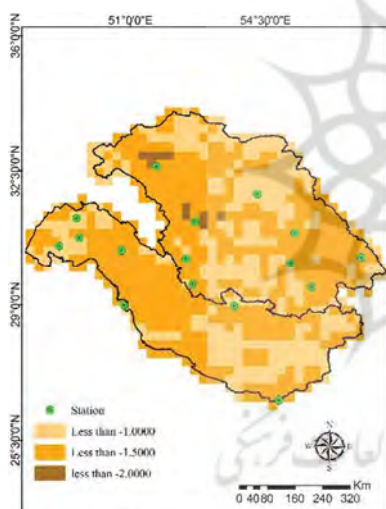 51°0'0"E 54°30'0"E
36°0'0"N
32°30'0"N
29°0'0"N
25°30'0"N
Station
Less than -1.0000
Less than -1.5000
less than -2.0000
N
W E
S
Km
0 40 80 160 240 320